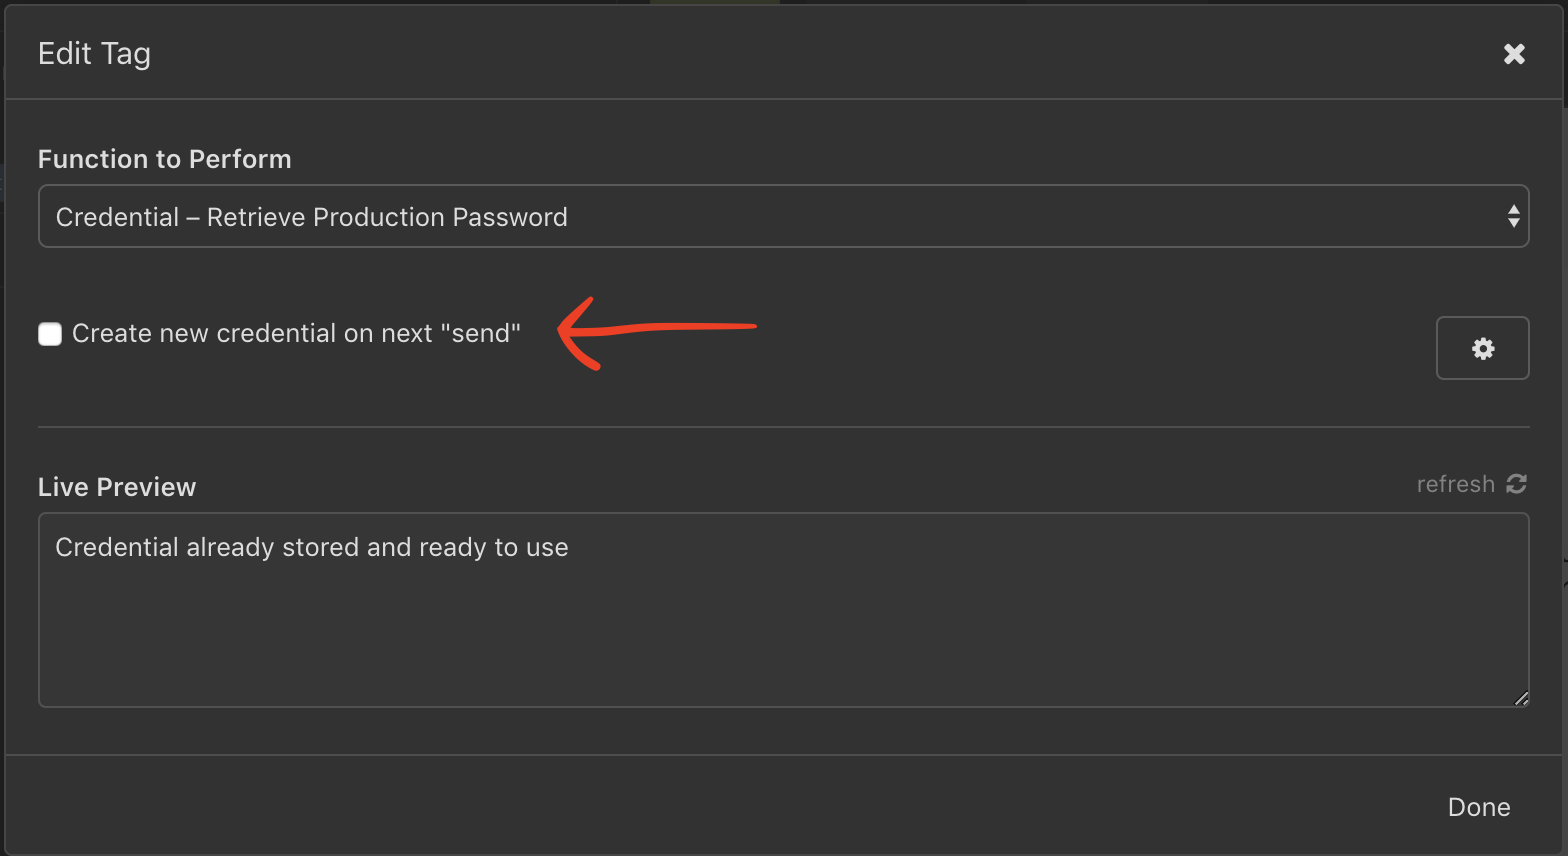 Edit Tag
Function to Perform
Credential – Retrieve Production Password
Create new credential on next "send"
Live Preview
refresh
Credential already stored and ready to use
Done